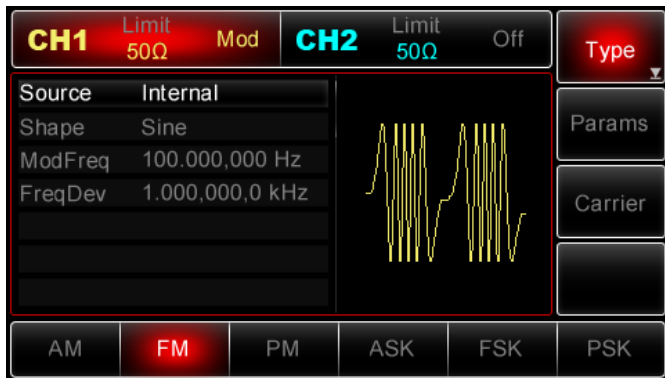 CH1 Limit 50Ω Mod CH2 Limit 50Ω Off Type
Source Internal
Shape Sine
ModFreq 100.000,000 Hz
FreqDev 1.000,000,0 kHz
Params
Carrier
AM FM PM ASK FSK PSK